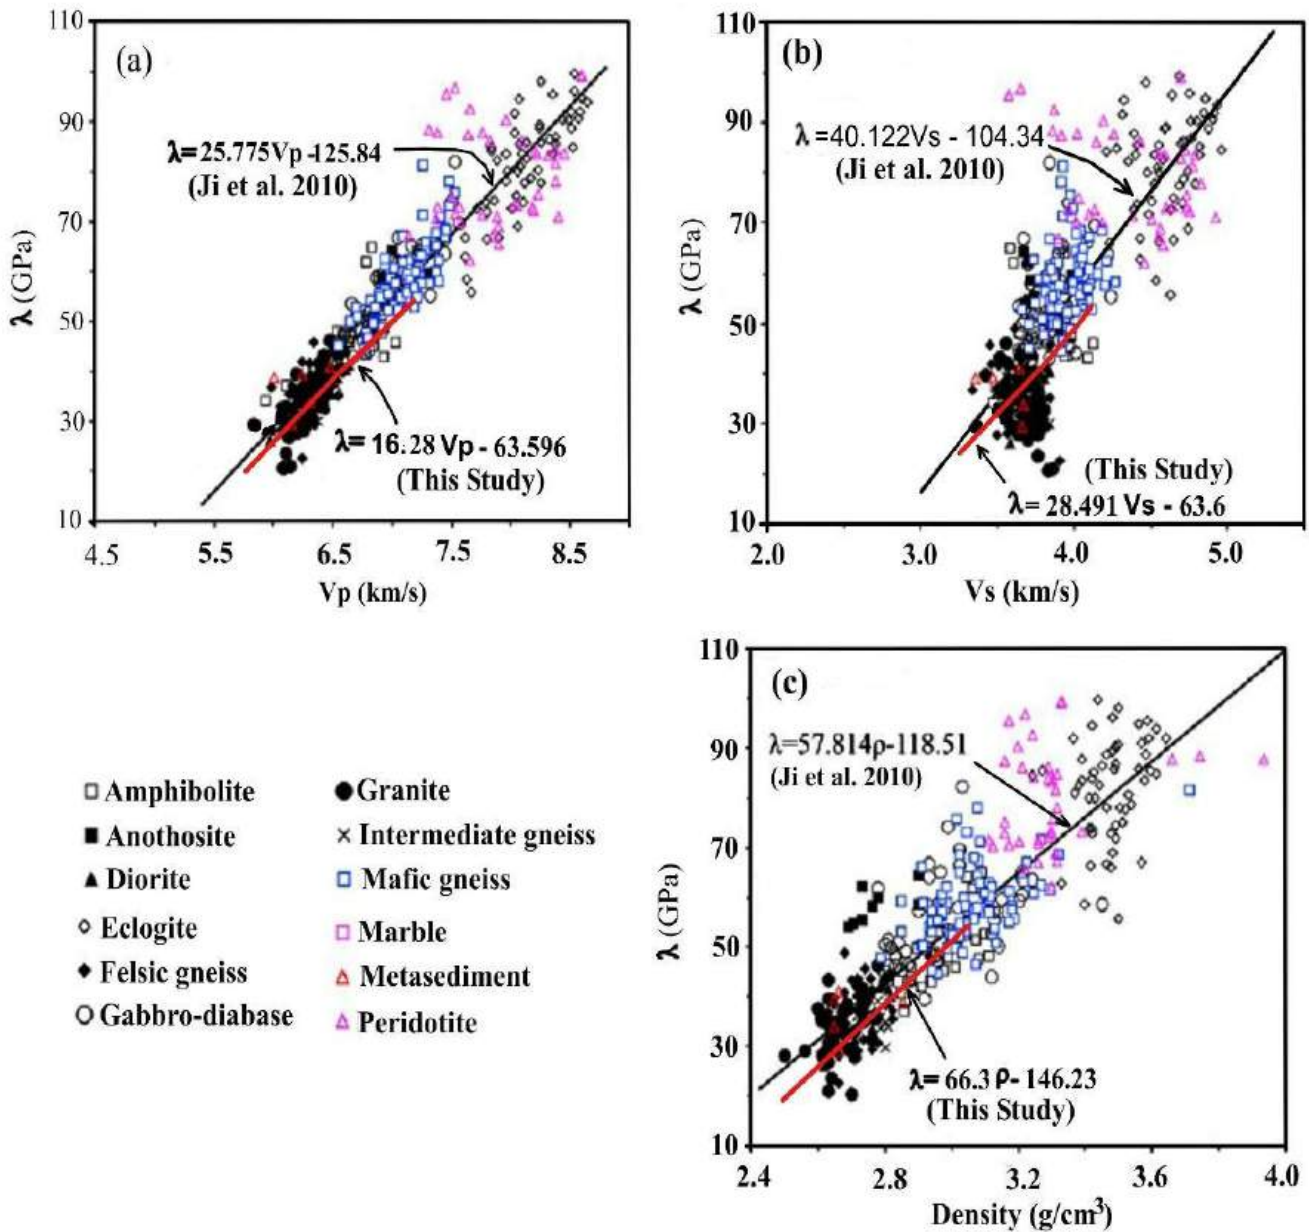 110
(a)
90
λ=25.775Vp-125.84
(Ji et al. 2010)
70
λ (GPa)
50
30
λ= 16.28 Vp - 63.596
(This Study)
10
4.5
5.5
6.5
7.5
8.5
Vp (km/s)
110
(b)
90
λ =40.122Vs - 104.34
(Ji et al. 2010)
70
λ (GPa)
50
30
(This Study)
λ= 28.491 Vs - 63.6
10
2.0
3.0
4.0
5.0
Vs (km/s)
110
(c)
90
λ=57.814ρ-118.51
(Ji et al. 2010)
70
λ (GPa)
50
30
λ= 66.3 ρ- 146.23
(This Study)
10
2.4
2.8
3.2
3.6
4.0
Density (g/cm³)
Amphibolite
Anothosite
Diorite
Eclogite
Felsic gneiss
Gabbro-diabase
Granite
Intermediate gneiss
Mafic gneiss
Marble
Metasediment
Peridotite